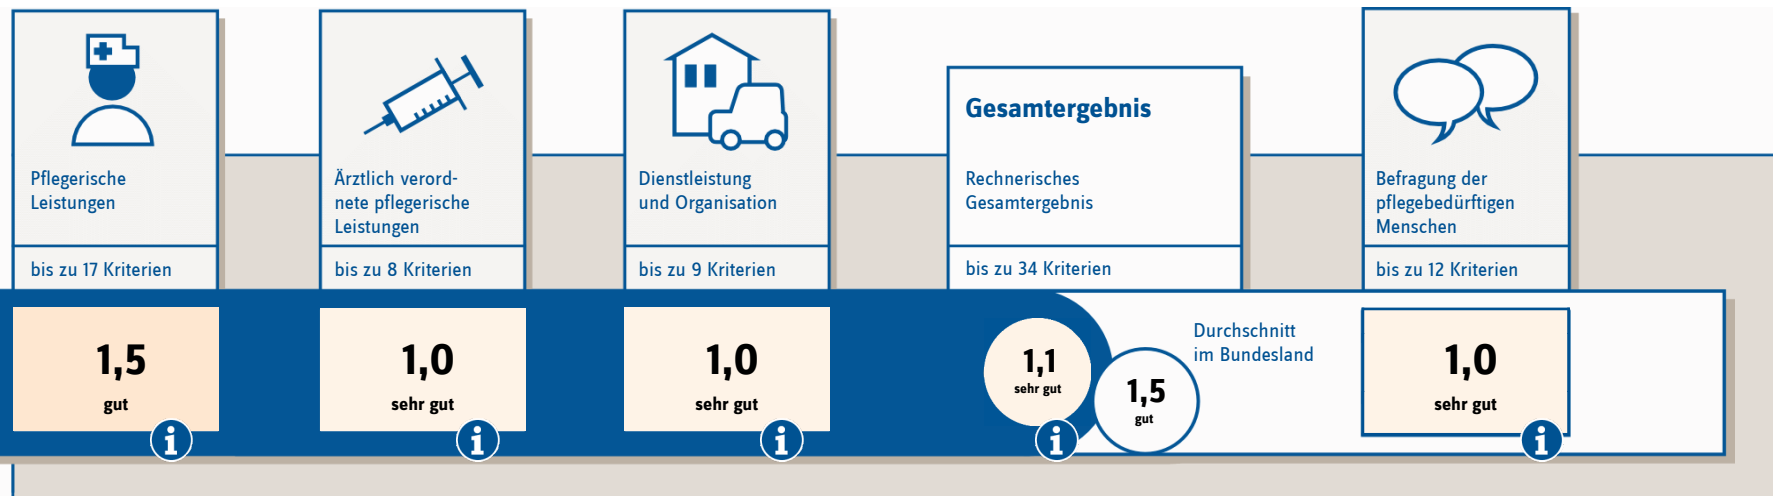 Pflegerische
Leistungen
bis zu 17 Kriterien
1,5
gut
Ärztlich verord-
nete pflegerische
Leistungen
bis zu 8 Kriterien
1,0
sehr gut
Dienstleistung
und Organisation
bis zu 9 Kriterien
1,0
sehr gut
Gesamtergebnis
Rechnerisches
Gesamtergebnis
bis zu 34 Kriterien
1,1
sehr gut
1,5
gut
Durchschnitt
im Bundesland
Befragung der
pflegebedürftigen
Menschen
bis zu 12 Kriterien
1,0
sehr gut